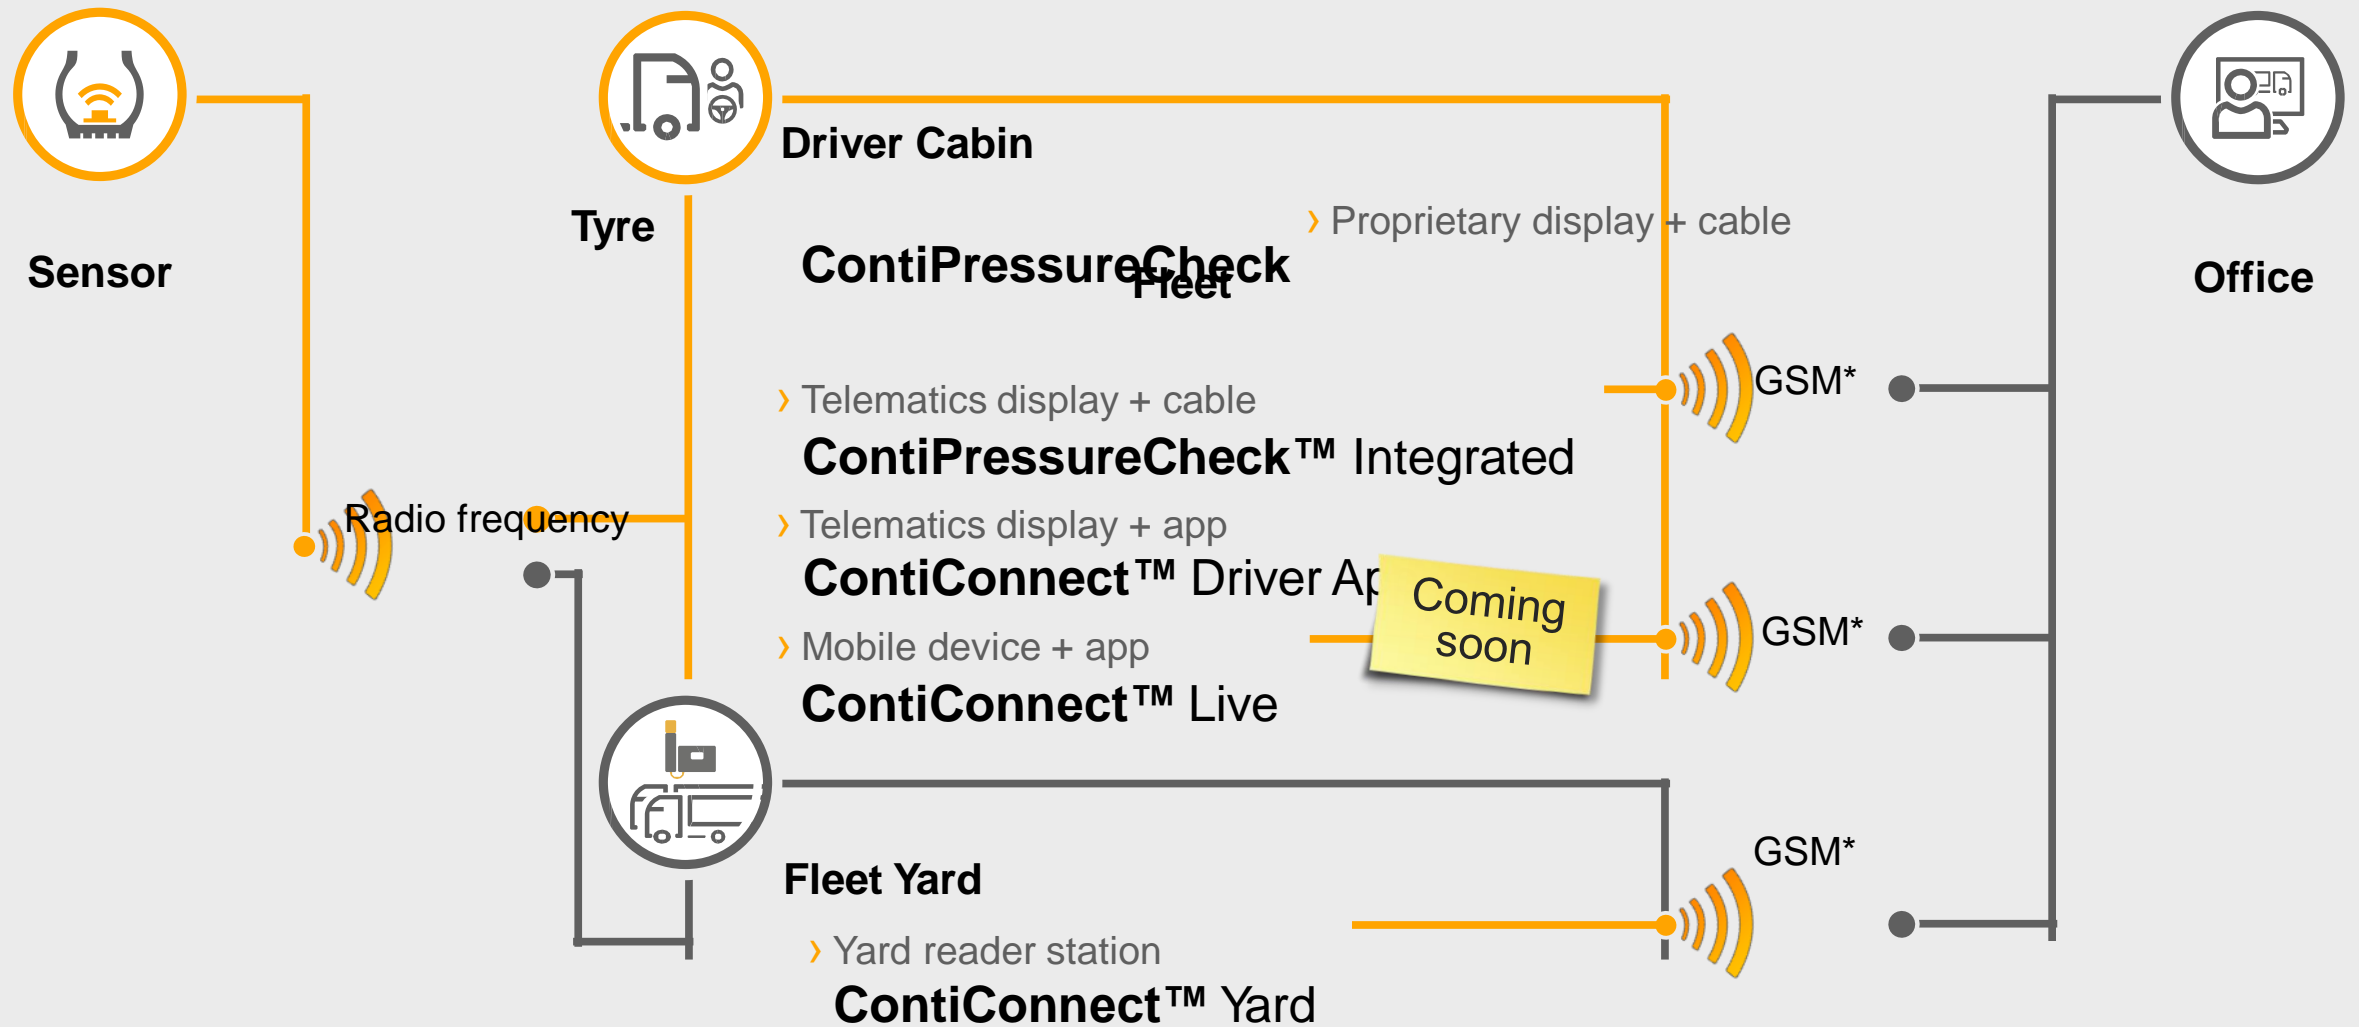 Driver Cabin
Tyre
› Proprietary display + cable
Sensor
ContiPressureCheck
Fleet
Office
GSM*
› Telematics display + cable
ContiPressureCheck™ Integrated
Radio frequency
› Telematics display + app
ContiConnect™ Driver Ap
Coming
soon
GSM*
› Mobile device + app
ContiConnect™ Live
GSM*
Fleet Yard
› Yard reader station
ContiConnect™ Yard